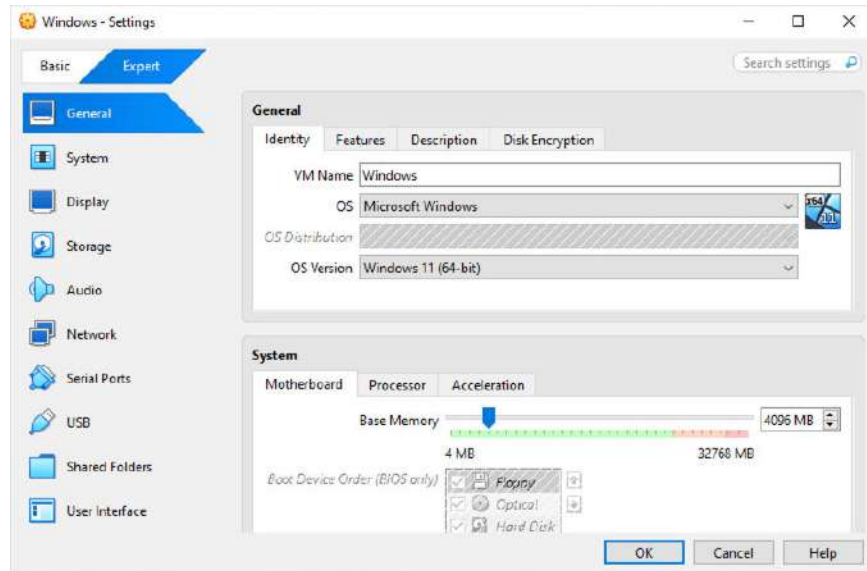 Windows - Settings
Basic Expert
Search settings
General
System
Display
Storage
Audio
Network
Serial Ports
USB
Shared Folders
User Interface
General
Identity Features Description Disk Encryption
VM Name Windows
OS Microsoft Windows
OS Distribution
OS Version Windows 11 (64-bit)
System
Motherboard Processor Acceleration
Base Memory 4096 MB
4 MB 32768 MB
Boot Device Order (BIOS only) Floppy
Optical
Hard Disk
OK Cancel Help